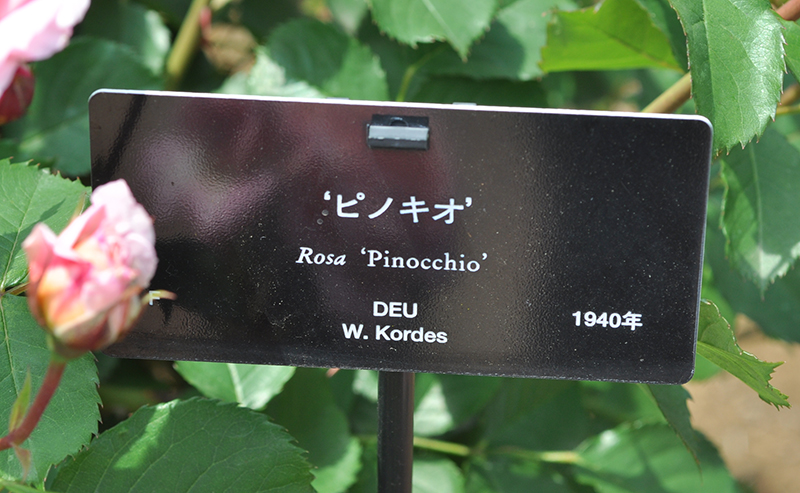 ‘ピノキオ’
Rosa ‘Pinocchio’
DEU
W. Kordes
1940年